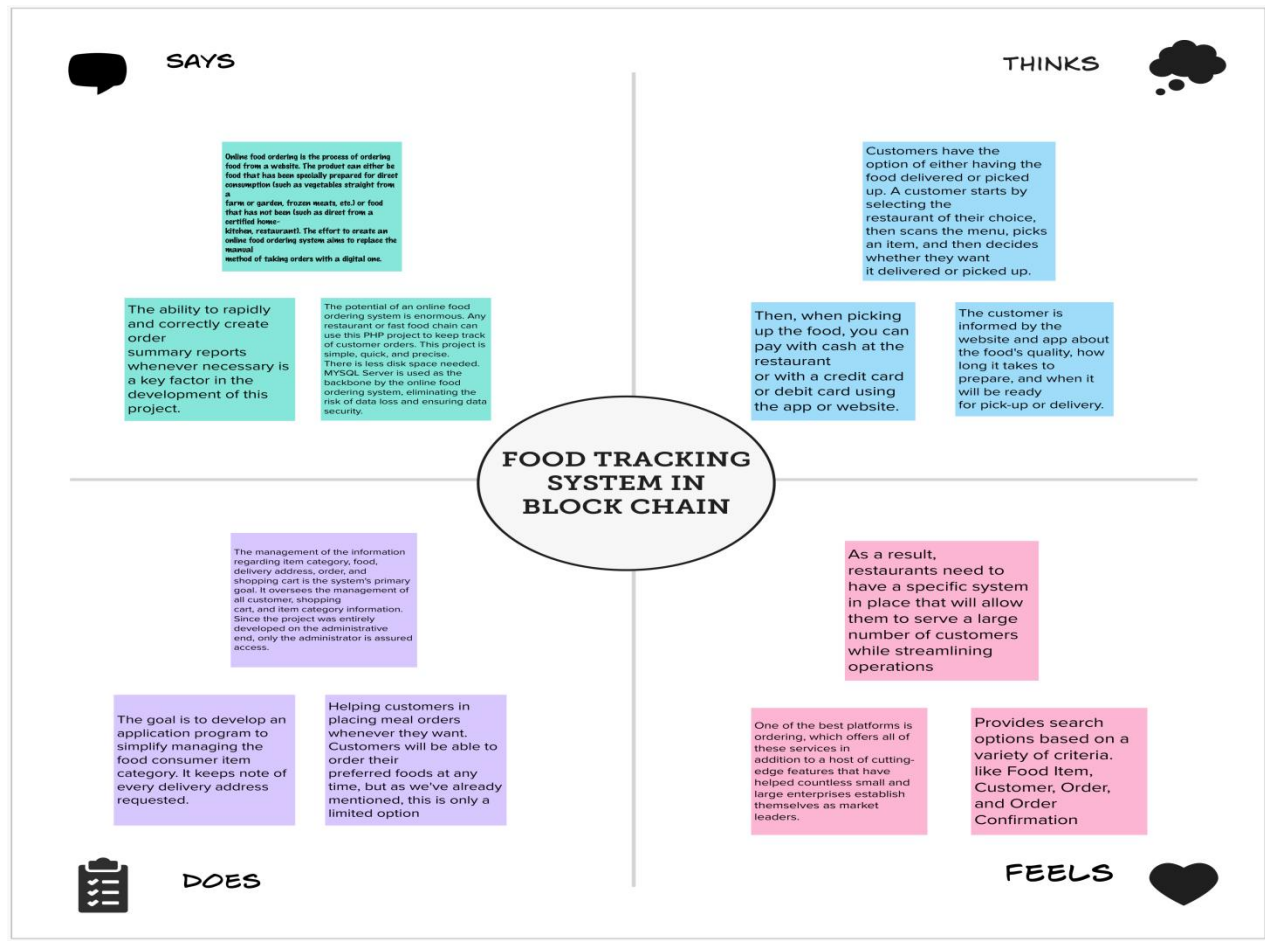 SAYS
Online food ordering is the process of ordering
food from a website. The product can either be
food that has been specially prepared for direct
consumption (such as vegetables straight from
a
farm or garden, frozen meats, etc.) or food
that has not been (such as direct from a
certified home-
kitchen, restaurant). The effort to create an
online food ordering system aims to replace the
manual
method of taking orders with a digital one.
The ability to rapidly
and correctly create
order
summary reports
whenever necessary is
a key factor in the
development of this
project.
The potential of an online food
ordering system is enormous. Any
restaurant or fast food chain can
use this PHP project to keep track
of customer orders. This project is
simple, quick, and precise.
There is less disk space needed.
MYSQL Server is used as the
backbone by the online food
ordering system, eliminating the
risk of data loss and ensuring data
security.
THINKS
Customers have the
option of either having the
food delivered or picked
up. A customer starts by
selecting the
restaurant of their choice,
then scans the menu, picks
an item, and then decides
whether they want
it delivered or picked up.
Then, when picking
up the food, you can
pay with cash at the
restaurant
or with a credit card
or debit card using
the app or website.
The customer is
informed by the
website and app about
the food's quality, how
long it takes to
prepare, and when it
will be ready
for pick-up or delivery.
FOOD TRACKING
SYSTEM IN
BLOCK CHAIN
The management of the information
regarding item category, food,
delivery address, order, and
shopping cart is the system's primary
goal. It oversees the management of
all customer, shopping
cart, and item category information.
Since the project was entirely
developed on the administrative
end, only the administrator is assured
access.
The goal is to develop an
application program to
simplify managing the
food consumer item
category. It keeps note of
every delivery address
requested.
Helping customers in
placing meal orders
whenever they want.
Customers will be able to
order their
preferred foods at any
time, but as we've already
mentioned, this is only a
limited option
DOES
As a result,
restaurants need to
have a specific system
in place that will allow
them to serve a large
number of customers
while streamlining
operations
One of the best platforms is
ordering, which offers all of
these services in
addition to a host of cutting-
edge features that have
helped countless small and
large enterprises establish
themselves as market
leaders.
Provides search
options based on a
variety of criteria.
like Food Item,
Customer, Order,
and Order
Confirmation
FEELS